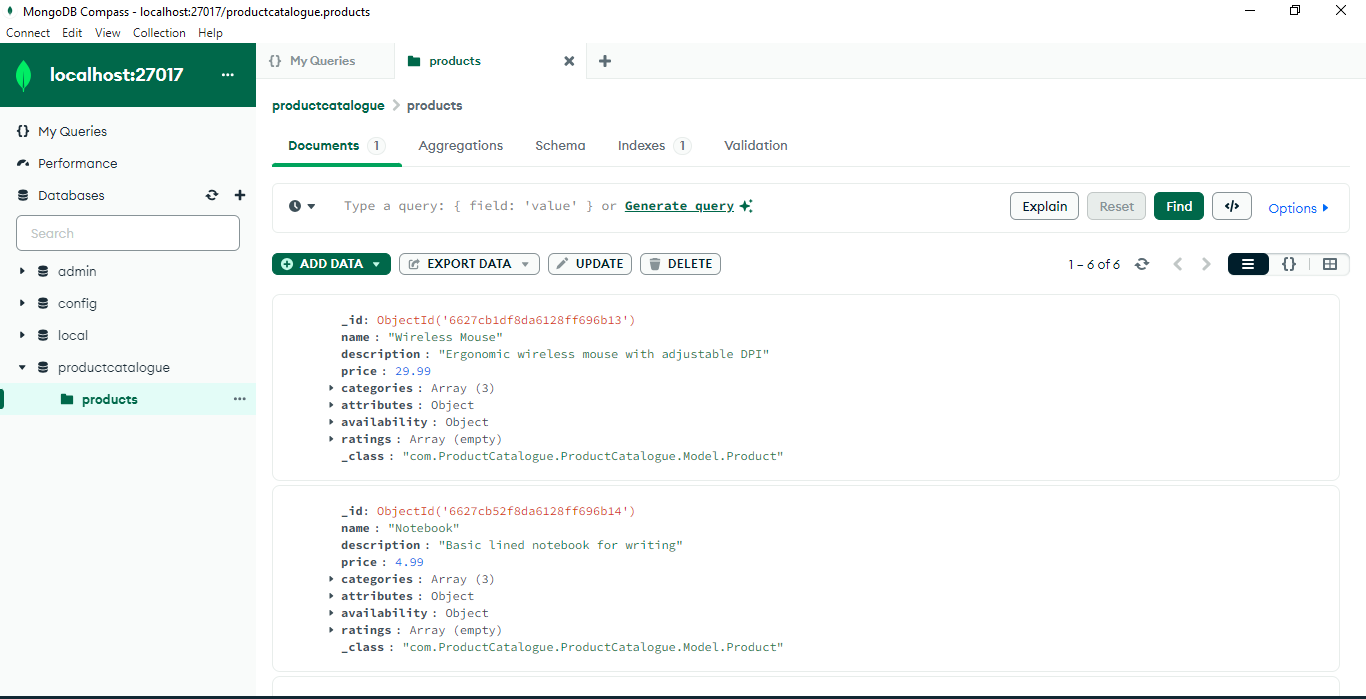 MongoDB Compass - localhost:27017/productcatalogue.products
Connect Edit View Collection Help
localhost:27017 ...
{} My Queries
products
My Queries
Performance
Databases
Search
admin
config
local
productcatalogue
products ...
productcatalogue > products
Documents 1 Aggregations Schema Indexes 1 Validation
Type a query: { field: 'value' } or Generate query
Explain Reset Find </> Options
ADD DATA EXPORT DATA UPDATE DELETE
1 – 6 of 6 {}
_id: ObjectId('6627cb1df8da6128ff696b13')
name : "Wireless Mouse"
description : "Ergonomic wireless mouse with adjustable DPI"
price : 29.99
categories : Array (3)
attributes : Object
availability : Object
ratings : Array (empty)
_class : "com.ProductCatalogue.ProductCatalogue.Model.Product"
_id: ObjectId('6627cb52f8da6128ff696b14')
name : "Notebook"
description : "Basic lined notebook for writing"
price : 4.99
categories : Array (3)
attributes : Object
availability : Object
ratings : Array (empty)
_class : "com.ProductCatalogue.ProductCatalogue.Model.Product"